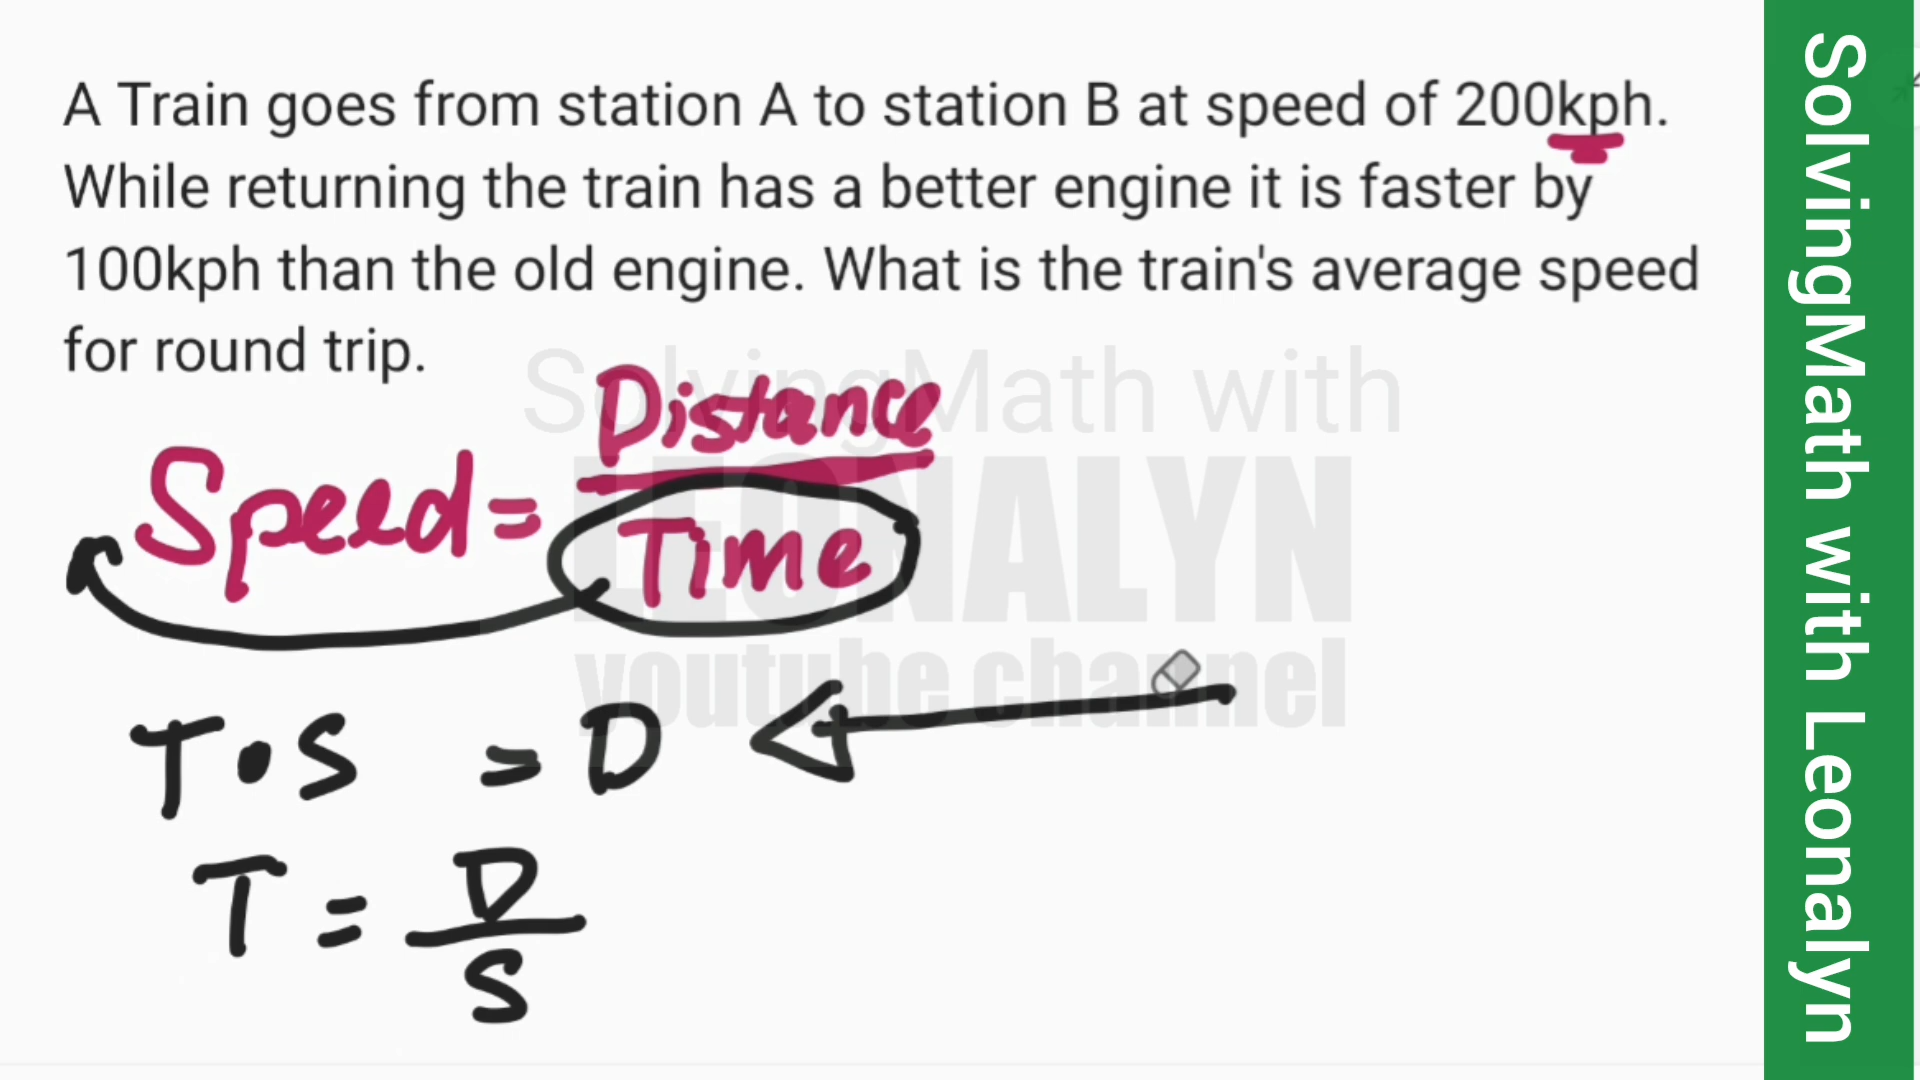 A Train goes from station A to station B at speed of 200kph.
While returning the train has a better engine it is faster by
100kph than the old engine. What is the train's average speed
for round trip.
SolvingMath with
LEONALYN
youtube channel
Speed = Distance
Time
T • S = D
T = D
S
SolvingMath with Leonalyn